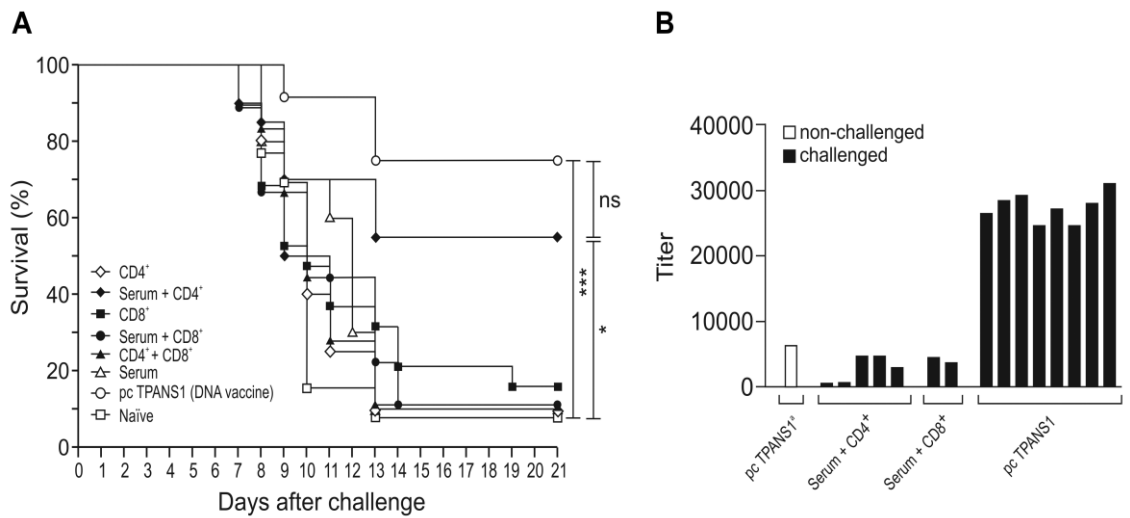 A
Survival (%)
100
80
60
40
20
0
CD4⁺
Serum + CD4⁺
CD8⁺
Serum + CD8⁺
CD4⁺ + CD8⁺
Serum
pc TPANS1 (DNA vaccine)
Naïve
ns
***
*
0 1 2 3 4 5 6 7 8 9 10 11 12 13 14 15 16 17 18 19 20 21
Days after challenge
B
non-challenged
challenged
Titer
40000
30000
20000
10000
0
pc TPANS1ª
Serum + CD4⁺
Serum + CD8⁺
pc TPANS1